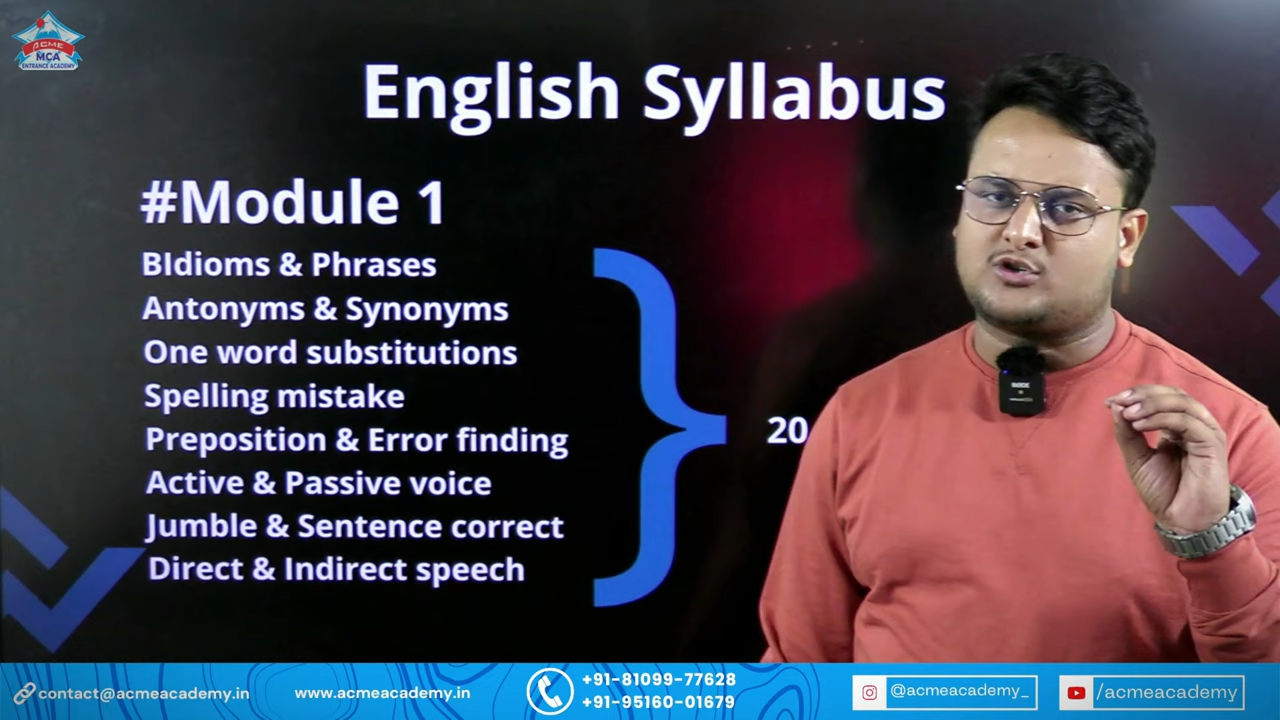 ACME
MCA
ENTRANCE ACADEMY
English Syllabus
#Module 1
BIdioms & Phrases
Antonyms & Synonyms
One word substitutions
Spelling mistake
Preposition & Error finding
Active & Passive voice
Jumble & Sentence correct
Direct & Indirect speech
20
RODE
contact@acmeacademy.in
www.acmeacademy.in
+91-81099-77628
+91-95160-01679
@acmeacademy_
/acmeacademy